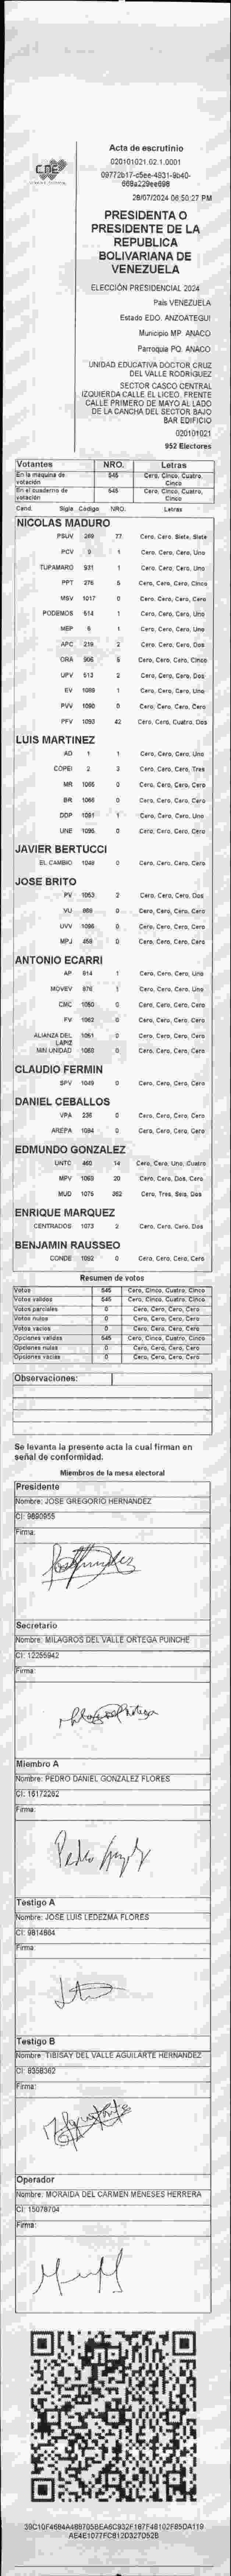 CNE
Acta de escrutinio
020101021.02.1.0001
09772b17-c5ee-4831-9b40-
668a229ee698
28/07/2024 06:50:27 PM
PRESIDENTA O
PRESIDENTE DE LA
REPUBLICA
BOLIVARIANA DE
VENEZUELA
ELECCIÓN PRESIDENCIAL 2024
País VENEZUELA
Estado EDO. ANZOATEGUI
Municipio MP. ANACO
Parroquia PQ. ANACO
UNIDAD EDUCATIVA DOCTOR CRUZ
DEL VALLE RODRÍGUEZ
SECTOR CASCO CENTRAL
IZQUIERDA CALLE EL LICEO. FRENTE
CALLE PRIMERO DE MAYO AL LADO
DE LA CANCHA DEL SECTOR BAJO
BAR EDIFICIO
020101021
952 Electores
Votantes NRO. Letras
En la maquina de votación 545 Cero, Cinco, Cuatro, Cinco
En el cuaderno de votación 545 Cero, Cinco, Cuatro, Cinco
Cand. Sigla Código NRO. Letras
NICOLAS MADURO
PSUV 269 77 Cero, Cero, Siete, Siete
PCV 9 1 Cero, Cero, Cero, Uno
TUPAMARO 931 1 Cero, Cero, Cero, Uno
PPT 276 5 Cero, Cero, Cero, Cinco
MSV 1017 0 Cero, Cero, Cero, Cero
PODEMOS 614 1 Cero, Cero, Cero, Uno
MEP 6 1 Cero, Cero, Cero, Uno
APC 219 2 Cero, Cero, Cero, Dos
ORA 906 5 Cero, Cero, Cero, Cinco
UPV 513 2 Cero, Cero, Cero, Dos
EV 1089 1 Cero, Cero, Cero, Uno
PVV 1090 0 Cero, Cero, Cero, Cero
PFV 1093 42 Cero, Cero, Cuatro, Dos
LUIS MARTINEZ
AD 1 1 Cero, Cero, Cero, Uno
COPEI 2 3 Cero, Cero, Cero, Tres
MR 1065 0 Cero, Cero, Cero, Cero
BR 1066 0 Cero, Cero, Cero, Cero
DDP 1091 1 Cero, Cero, Cero, Uno
UNE 1095 0 Cero, Cero, Cero, Cero
JAVIER BERTUCCI
EL CAMBIO 1048 0 Cero, Cero, Cero, Cero
JOSE BRITO
PV 1053 2 Cero, Cero, Cero, Dos
VU 868 0 Cero, Cero, Cero, Cero
UVV 1096 0 Cero, Cero, Cero, Cero
MPJ 458 0 Cero, Cero, Cero, Cero
ANTONIO ECARRI
AP 914 1 Cero, Cero, Cero, Uno
MOVEV 976 1 Cero, Cero, Cero, Uno
CMC 1050 0 Cero, Cero, Cero, Cero
FV 1062 0 Cero, Cero, Cero, Cero
ALIANZA DEL LÁPIZ 1051 0 Cero, Cero, Cero, Cero
MIN UNIDAD 1068 0 Cero, Cero, Cero, Cero
CLAUDIO FERMIN
SPV 1049 0 Cero, Cero, Cero, Cero
DANIEL CEBALLOS
VPA 236 0 Cero, Cero, Cero, Cero
AREPA 1094 0 Cero, Cero, Cero, Cero
EDMUNDO GONZALEZ
UNTC 460 14 Cero, Cero, Uno, Cuatro
MPV 1069 20 Cero, Cero, Dos, Cero
MUD 1075 362 Cero, Tres, Seis, Dos
ENRIQUE MARQUEZ
CENTRADOS 1073 2 Cero, Cero, Cero, Dos
BENJAMIN RAUSSEO
CONDE 1092 0 Cero, Cero, Cero, Cero
Resumen de votos
Votos 545 Cero, Cinco, Cuatro, Cinco
Votos validos 545 Cero, Cinco, Cuatro, Cinco
Votos parciales 0 Cero, Cero, Cero, Cero
Votos nulos 0 Cero, Cero, Cero, Cero
Votos vacios 0 Cero, Cero, Cero, Cero
Opciones validas 545 Cero, Cinco, Cuatro, Cinco
Opciones nulas 0 Cero, Cero, Cero, Cero
Opciones vacias 0 Cero, Cero, Cero, Cero
Observaciones:
Se levanta la presente acta la cual firman en
señal de conformidad.
Miembros de la mesa electoral
Presidente
Nombre: JOSE GREGORIO HERNANDEZ
CI: 9890955
Firma:
Secretario
Nombre: MILAGROS DEL VALLE ORTEGA PUINCHE
CI: 12255942
Firma:
Miembro A
Nombre: PEDRO DANIEL GONZALEZ FLORES
CI: 16172262
Firma:
Testigo A
Nombre: JOSE LUIS LEDEZMA FLORES
CI: 9814664
Firma:
Testigo B
Nombre: TIBISAY DEL VALLE AGUILARTE HERNANDEZ
CI: 8358362
Firma:
Operador
Nombre: MORAIDA DEL CARMEN MENESES HERRERA
CI: 15078704
Firma: